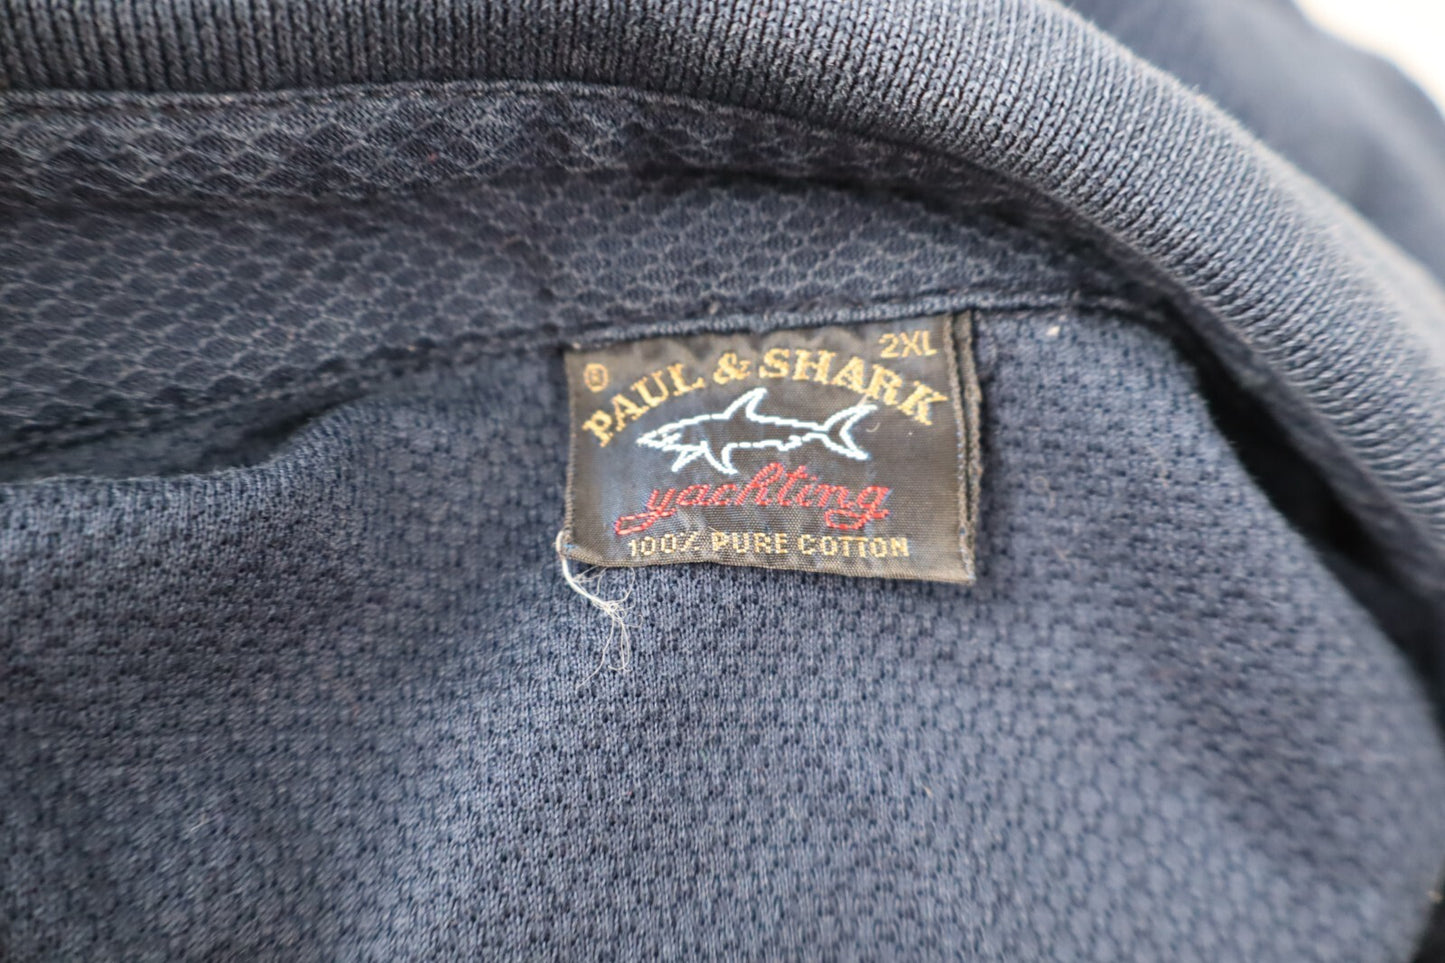 2XL
® PAUL & SHARK
yachting
100% PURE COTTON